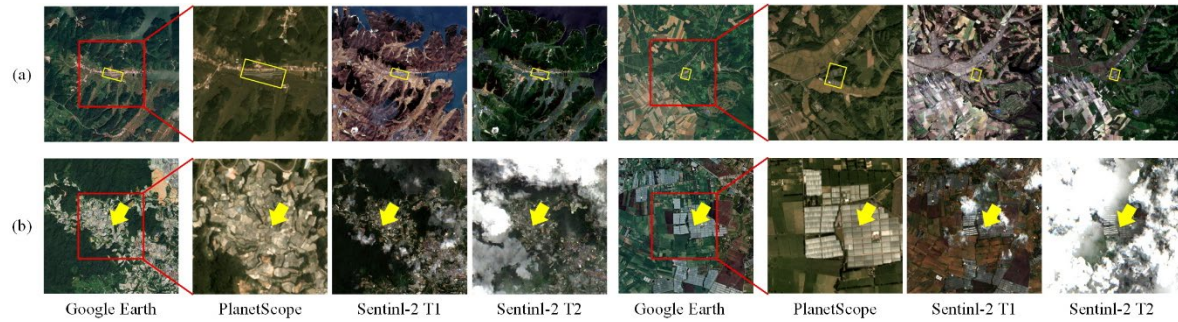 (a)
(b)
Google Earth PlanetScope Sentinl-2 T1 Sentinl-2 T2 Google Earth PlanetScope Sentinl-2 T1 Sentinl-2 T2